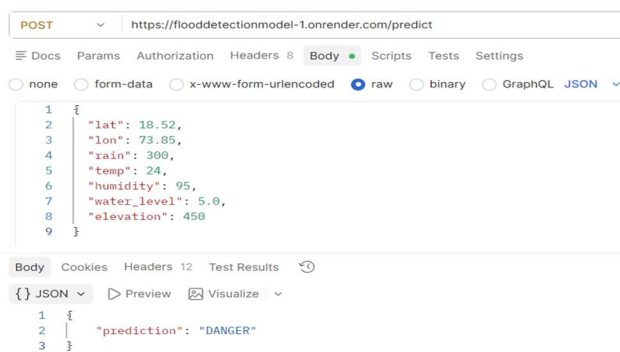 POST https://flooddetectionmodel-1.onrender.com/predict
Docs Params Authorization Headers 8 Body Scripts Tests Settings
none form-data x-www-form-urlencoded raw binary GraphQL JSON
1 {
2 "lat": 18.52,
3 "lon": 73.85,
4 "rain": 300,
5 "temp": 24,
6 "humidity": 95,
7 "water_level": 5.0,
8 "elevation": 450
9 }
Body Cookies Headers 12 Test Results
{} JSON Preview Visualize
1 {
2 "prediction": "DANGER"
3 }